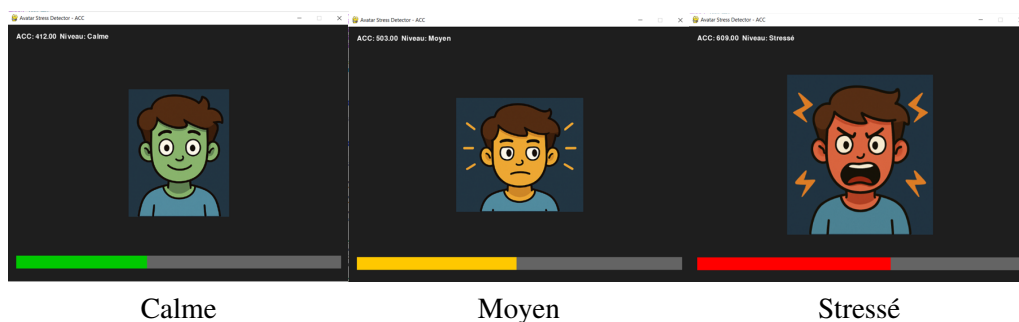 Avatar Stress Detector - ACC
ACC: 412.00 Niveau: Calme
Avatar Stress Detector - ACC
ACC: 503.00 Niveau: Moyen
Avatar Stress Detector - ACC
ACC: 609.00 Niveau: Stressé
Calme
Moyen
Stressé